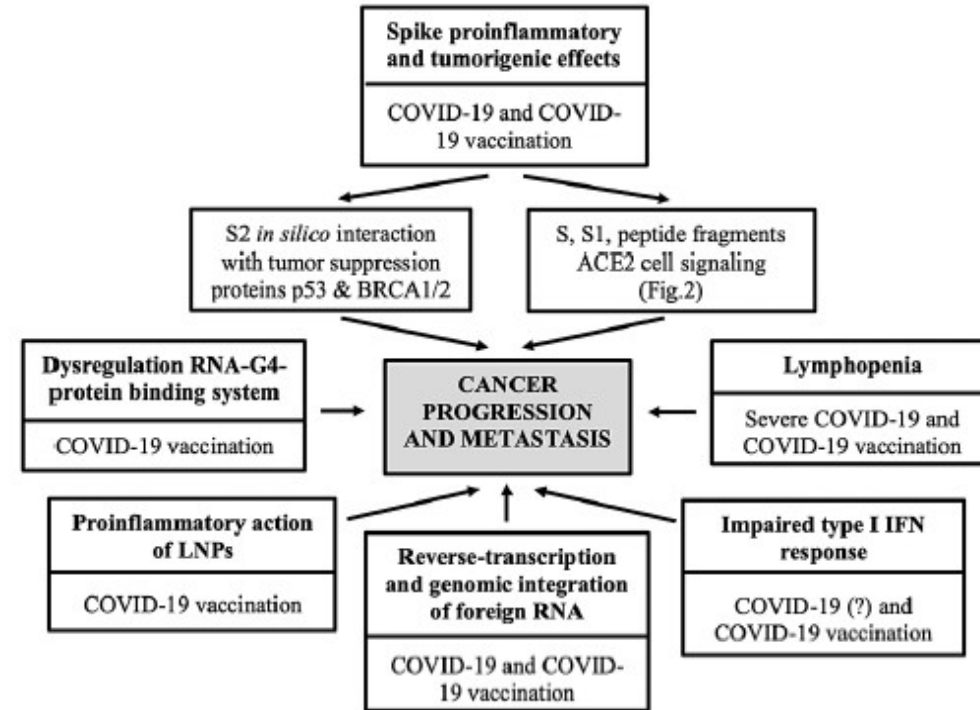 Spike proinflammatory
and tumorigenic effects
COVID-19 and COVID-
19 vaccination
S2 in silico interaction
with tumor suppression
proteins p53 & BRCA1/2
S, S1, peptide fragments
ACE2 cell signaling
(Fig.2)
Dysregulation RNA-G4-
protein binding system
COVID-19 vaccination
CANCER
PROGRESSION
AND METASTASIS
Lymphopenia
Severe COVID-19 and
COVID-19 vaccination
Proinflammatory action
of LNPs
COVID-19 vaccination
Reverse-transcription
and genomic integration
of foreign RNA
COVID-19 and COVID-
19 vaccination
Impaired type I IFN
response
COVID-19 (?) and
COVID-19 vaccination